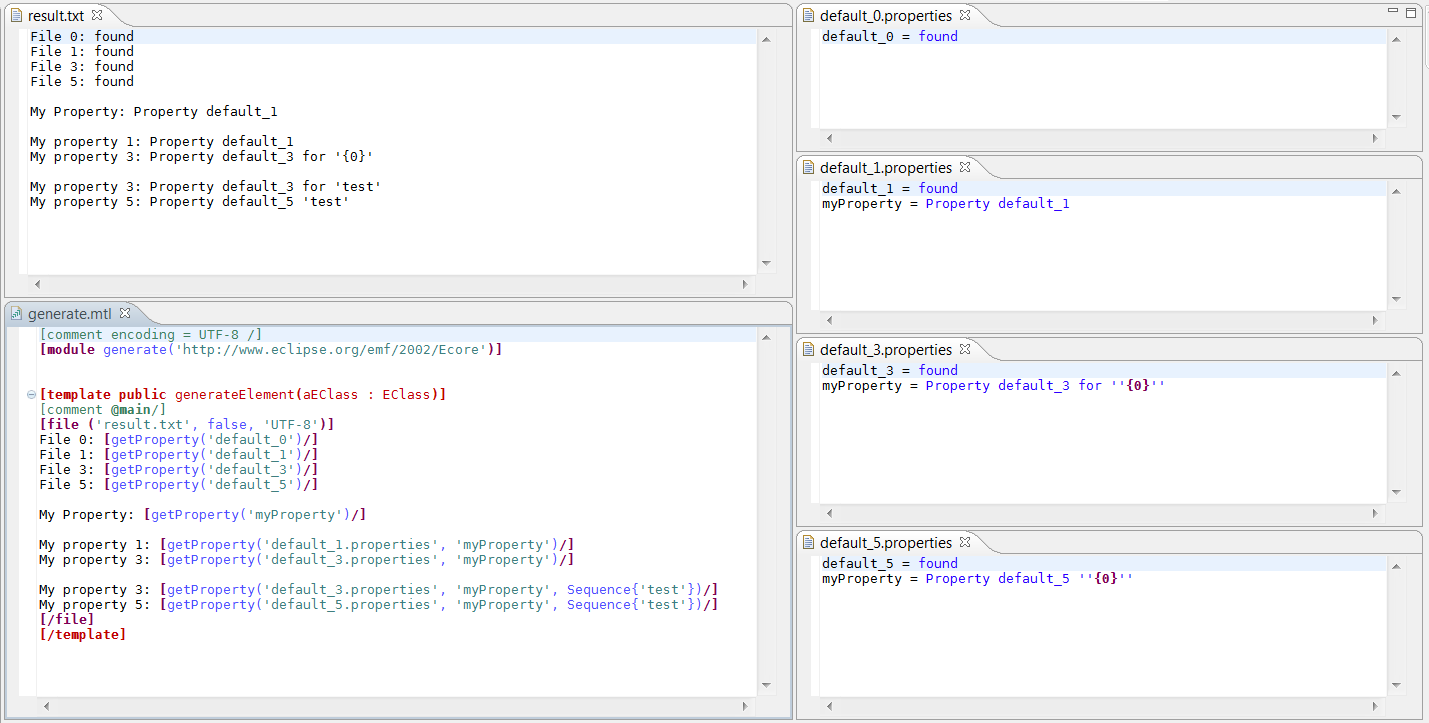 result.txt
File 0: found
File 1: found
File 3: found
File 5: found
My Property: Property default_1
My property 1: Property default_1
My property 3: Property default_3 for '{0}'
My property 3: Property default_3 for 'test'
My property 5: Property default_5 'test'
generate.mtl
[comment encoding = UTF-8 /]
[module generate('http://www.eclipse.org/emf/2002/Ecore')]
[template public generateElement(aEClass : EClass)]
[comment @main/]
[file ('result.txt', false, 'UTF-8')]
File 0: [getProperty('default_0')/]
File 1: [getProperty('default_1')/]
File 3: [getProperty('default_3')/]
File 5: [getProperty('default_5')/]
My Property: [getProperty('myProperty')/]
My property 1: [getProperty('default_1.properties', 'myProperty')/]
My property 3: [getProperty('default_3.properties', 'myProperty')/]
My property 3: [getProperty('default_3.properties', 'myProperty', Sequence{'test'})/]
My property 5: [getProperty('default_5.properties', 'myProperty', Sequence{'test'})/]
[/file]
[/template]
default_0.properties
default_0 = found
default_1.properties
default_1 = found
myProperty = Property default_1
default_3.properties
default_3 = found
myProperty = Property default_3 for ''{0}''
default_5.properties
default_5 = found
myProperty = Property default_5 ''{0}''